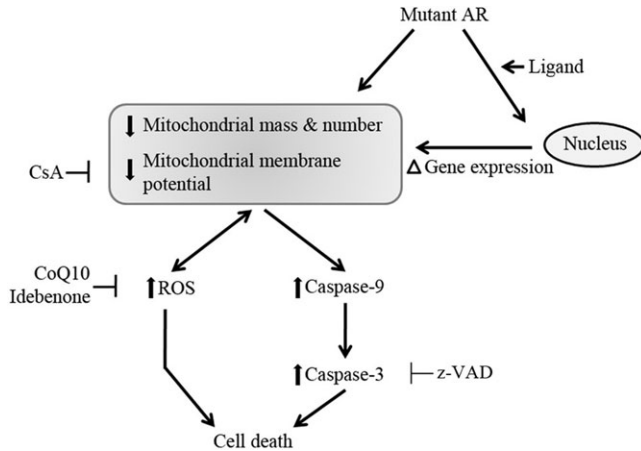 Mutant AR
Ligand
Mitochondrial mass & number
Mitochondrial membrane
potential
Nucleus
Δ Gene expression
CsA
CoQ10
Idebenone
ROS
Caspase-9
Caspase-3
z-VAD
Cell death